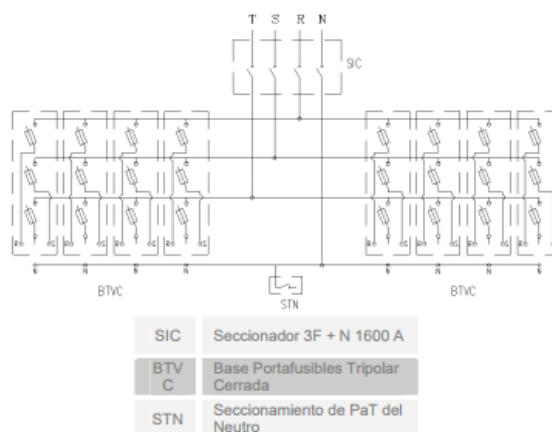 T S R N
SIC
R S R S R S R S R S R S R S
N N N N N N N N
BTVC BTVC
STN
SIC Seccionador 3F + N 1600 A
BTV Base Portafusibles Tripolar
C Cerrada
STN Seccionamiento de PaT del
Neutro